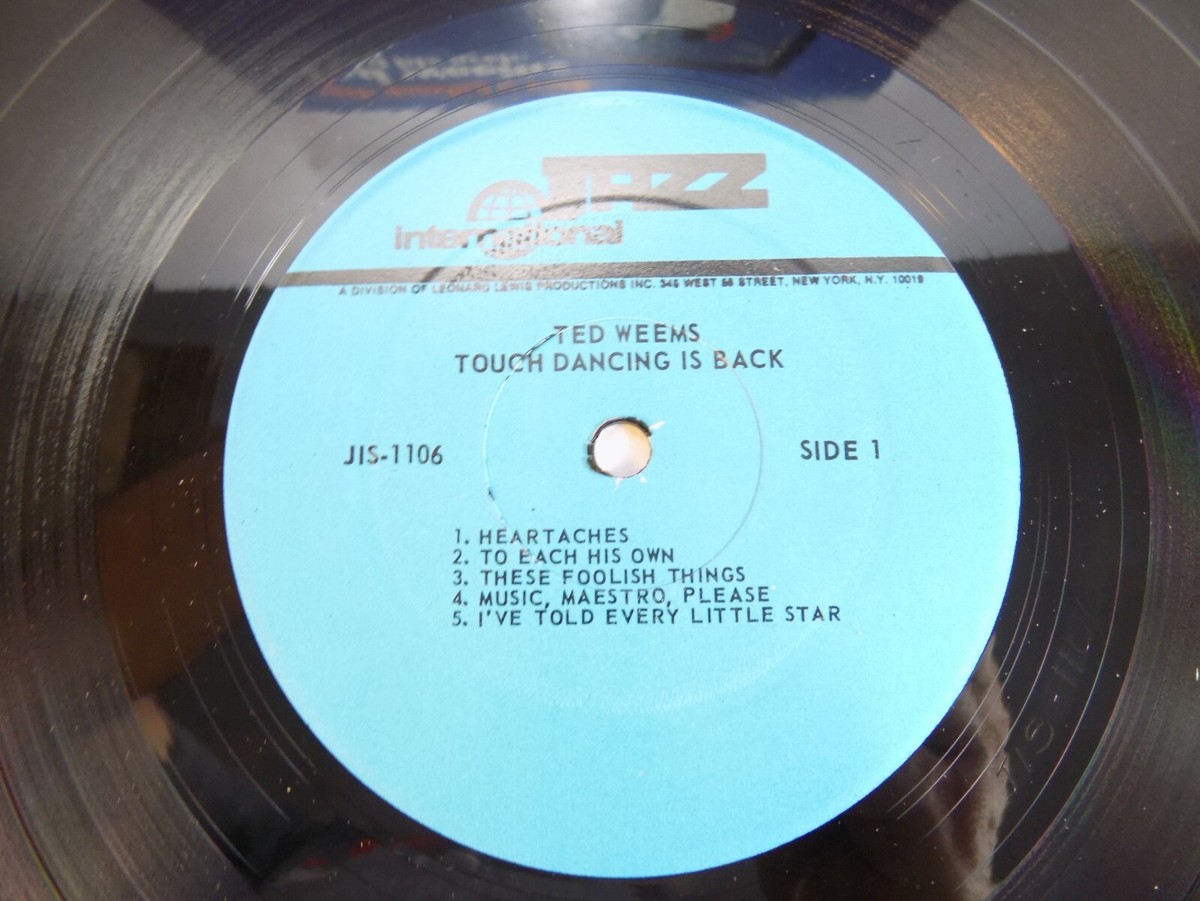 JAZZ
international
A DIVISION OF LEONARD LEWIS PRODUCTIONS INC. 345 WEST 58 STREET, NEW YORK, N.Y. 10019
TED WEEMS
TOUCH DANCING IS BACK
JIS-1106
SIDE 1
1. HEARTACHES
2. TO EACH HIS OWN
3. THESE FOOLISH THINGS
4. MUSIC, MAESTRO, PLEASE
5. I'VE TOLD EVERY LITTLE STAR